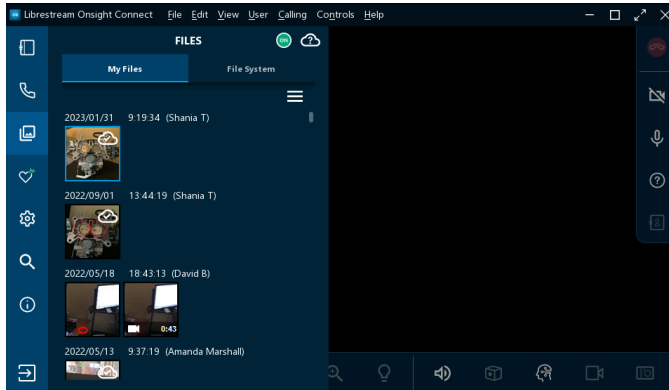 Librestream Onsight Connect File Edit View User Calling Controls Help
FILES ON
My Files File System
2023/01/31 9:19:34 (Shania T)
2022/09/01 13:44:19 (Shania T)
2022/05/18 18:43:13 (David B)
0:43
2022/05/13 9:37:19 (Amanda Marshall)